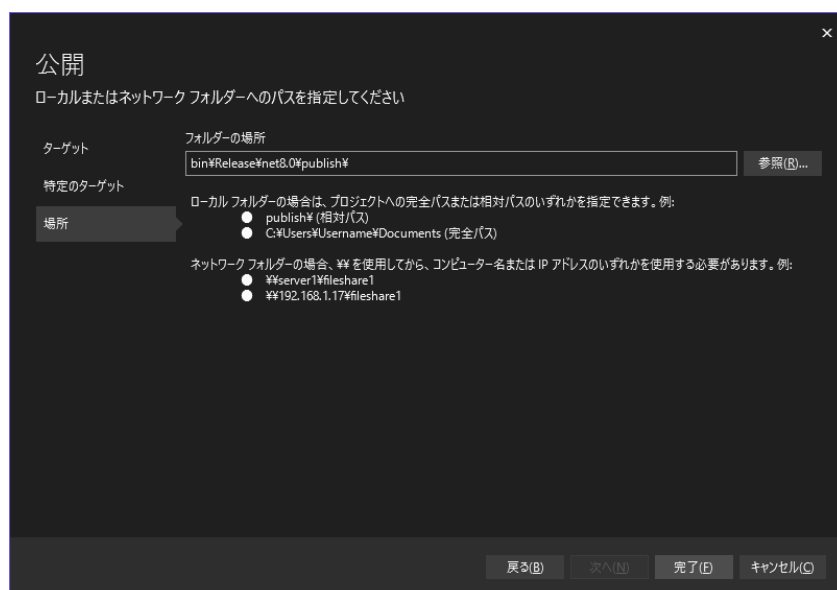 ×
公開
ローカルまたはネットワーク フォルダーへのパスを指定してください
ターゲット
特定のターゲット
場所
フォルダーの場所
bin¥Release¥net8.0¥publish¥
参照(R)...
ローカル フォルダーの場合は、プロジェクトへの完全パスまたは相対パスのいずれかを指定できます。例:
● publish¥ (相対パス)
● C:¥Users¥Username¥Documents (完全パス)
ネットワーク フォルダーの場合、¥¥ を使用してから、コンピューター名または IP アドレスのいずれかを使用する必要があります。例:
● ¥¥server1¥fileshare1
● ¥¥192.168.1.17¥fileshare1
戻る(B)
次へ(N)
完了(F)
キャンセル(C)